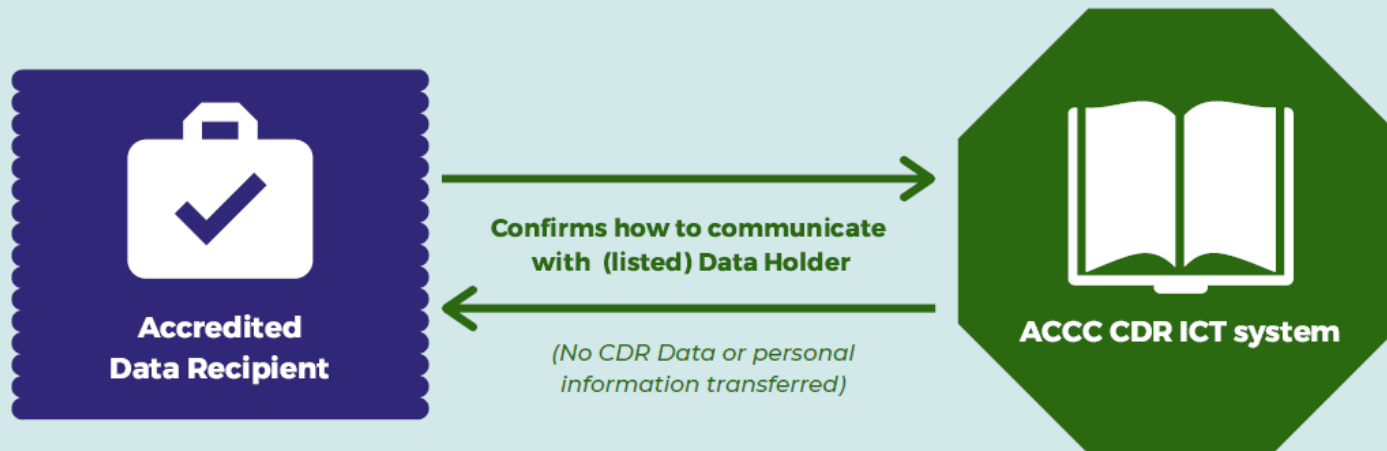 Confirms how to communicate
with (listed) Data Holder
Accredited
Data Recipient
ACCC CDR ICT system
(No CDR Data or personal
information transferred)